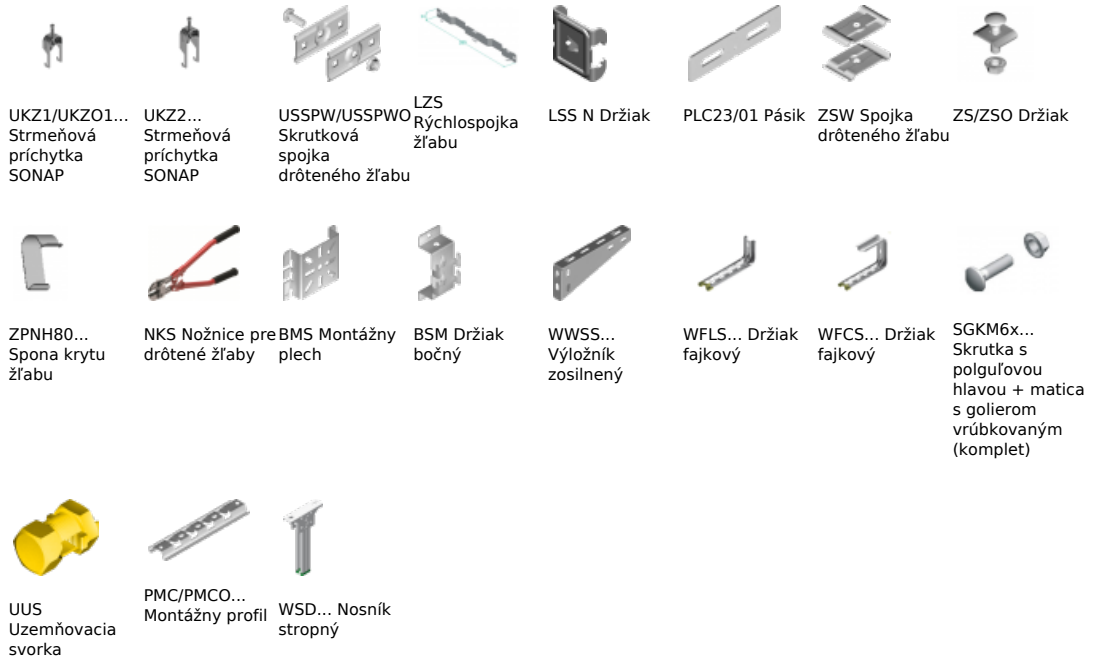 UKZ1/UKZO1...
Strmeňová
príchytka
SONAP
UKZ2...
Strmeňová
príchytka
SONAP
USSPW/USSPWO
Skrutková
spojka
drôteného žľabu
LZS
Rýchlospojka
žľabu
LSS N Držiak
PLC23/01 Pásik
ZSW Spojka
drôteného žľabu
ZS/ZSO Držiak
ZPNH80...
Spona krytu
žľabu
NKS Nožnice pre
drôtené žľaby
BMS Montážny
plech
BSM Držiak
bočný
WWSS...
Výložník
zosilnený
WFLS... Držiak
fajkový
WFCS... Držiak
fajkový
SGKM6x...
Skrutka s
polguľovou
hlavou + matica
s golierom
vrúbkovaným
(komplet)
UUS
Uzemňovacia
svorka
PMC/PMCO...
Montážny profil
WSD... Nosník
stropný